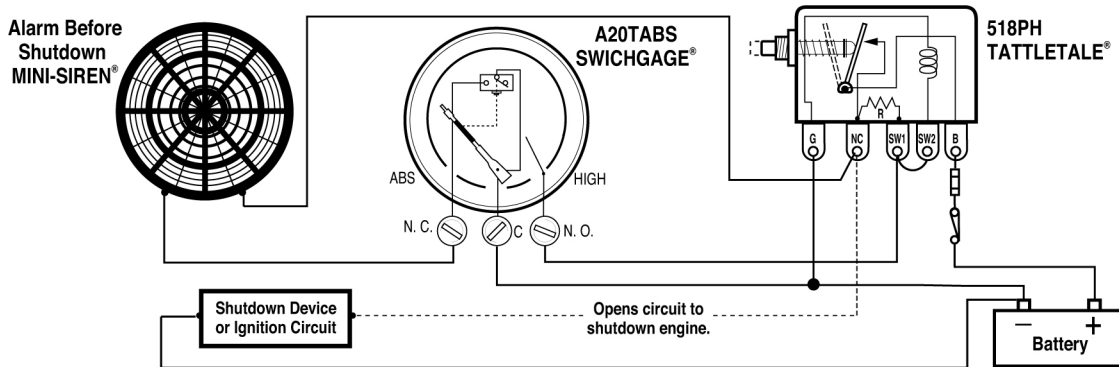 Alarm Before
Shutdown
MINI-SIREN®
A20TABS
SWICHGAGE®
518PH
TATTLETALE®
R
G
NC
SW1
SW2
B
ABS
HIGH
N. C.
C
N. O.
Shutdown Device
or Ignition Circuit
Opens circuit to
shutdown engine.
– +
Battery